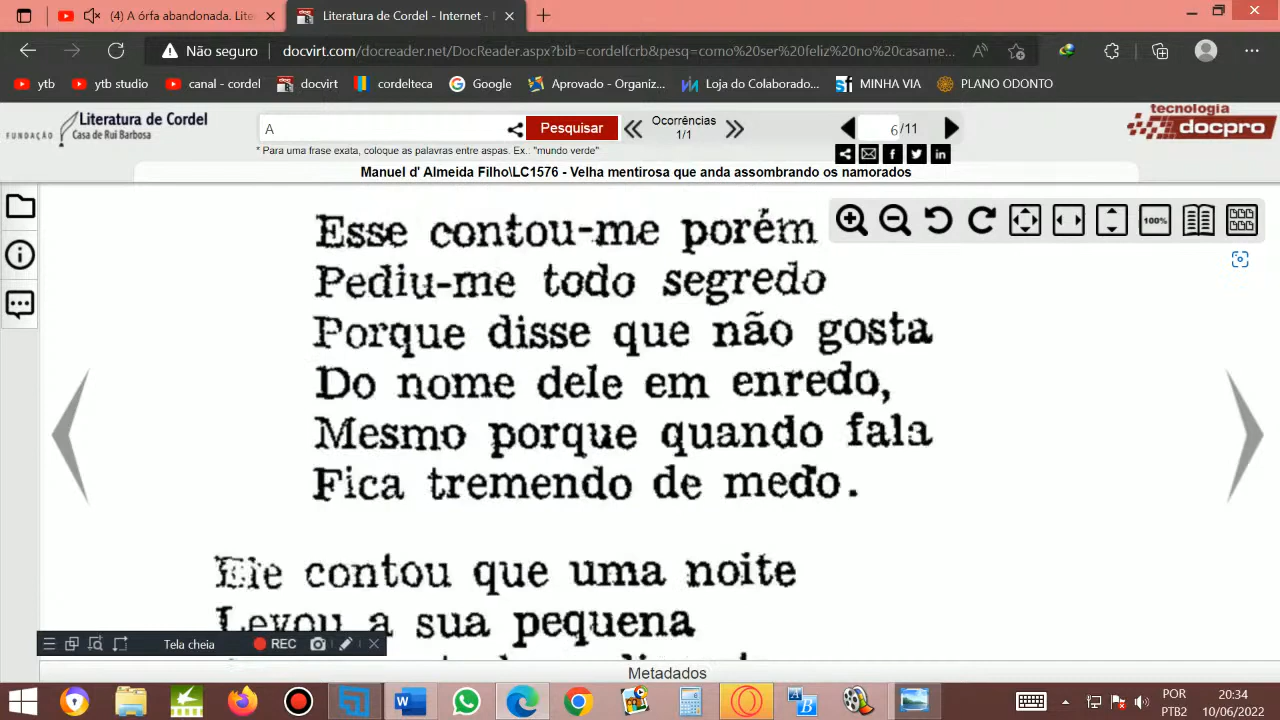 (4) A órfa abandonada. Lite
Literatura de Cordel - Internet -
Não seguro
docvirt.com/docreader.net/DocReader.aspx?bib=cordelfcrb&pesq=como%20ser%20feliz%20no%20casame...
ytb
ytb studio
canal - cordel
docvirt
cordelteca
Google
Aprovado - Organiz...
Loja do Colaborado...
MINHA VIA
PLANO ODONTO
FUNDAÇÃO
Literatura de Cordel
Casa de Rui Barbosa
A
Pesquisar
Ocorrências
1/1
6 /11
tecnologia
docpro
* Para uma frase exata, coloque as palavras entre aspas. Ex.. "mundo verde"
Manuel d' Almeida Filho\LC1576 - Velha mentirosa que anda assombrando os namorados
100%
Esse contou-me porém
Pediu-me todo segredo
Porque disse que não gosta
Do nome dele em enredo,
Mesmo porque quando fala
Fica tremendo de medo.
Ele contou que uma noite
Levou a sua pequena
Tela cheia
REC
Metadados
POR
PTB2
20:34
10/06/2022